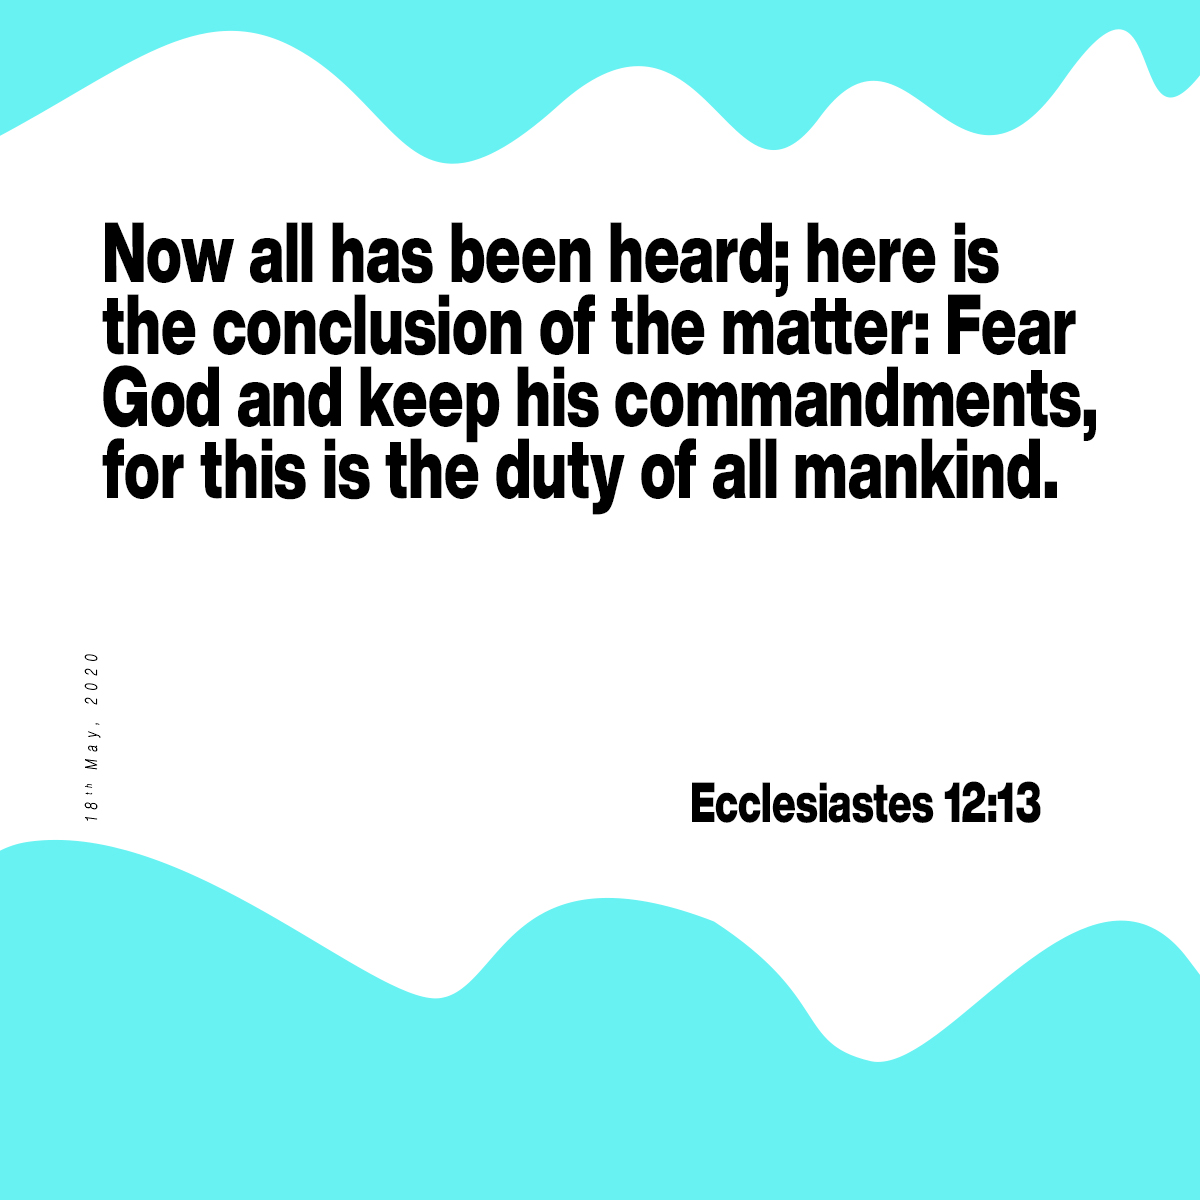 Now all has been heard; here is
the conclusion of the matter: Fear
God and keep his commandments,
for this is the duty of all mankind.
18th May, 2020
Ecclesiastes 12:13